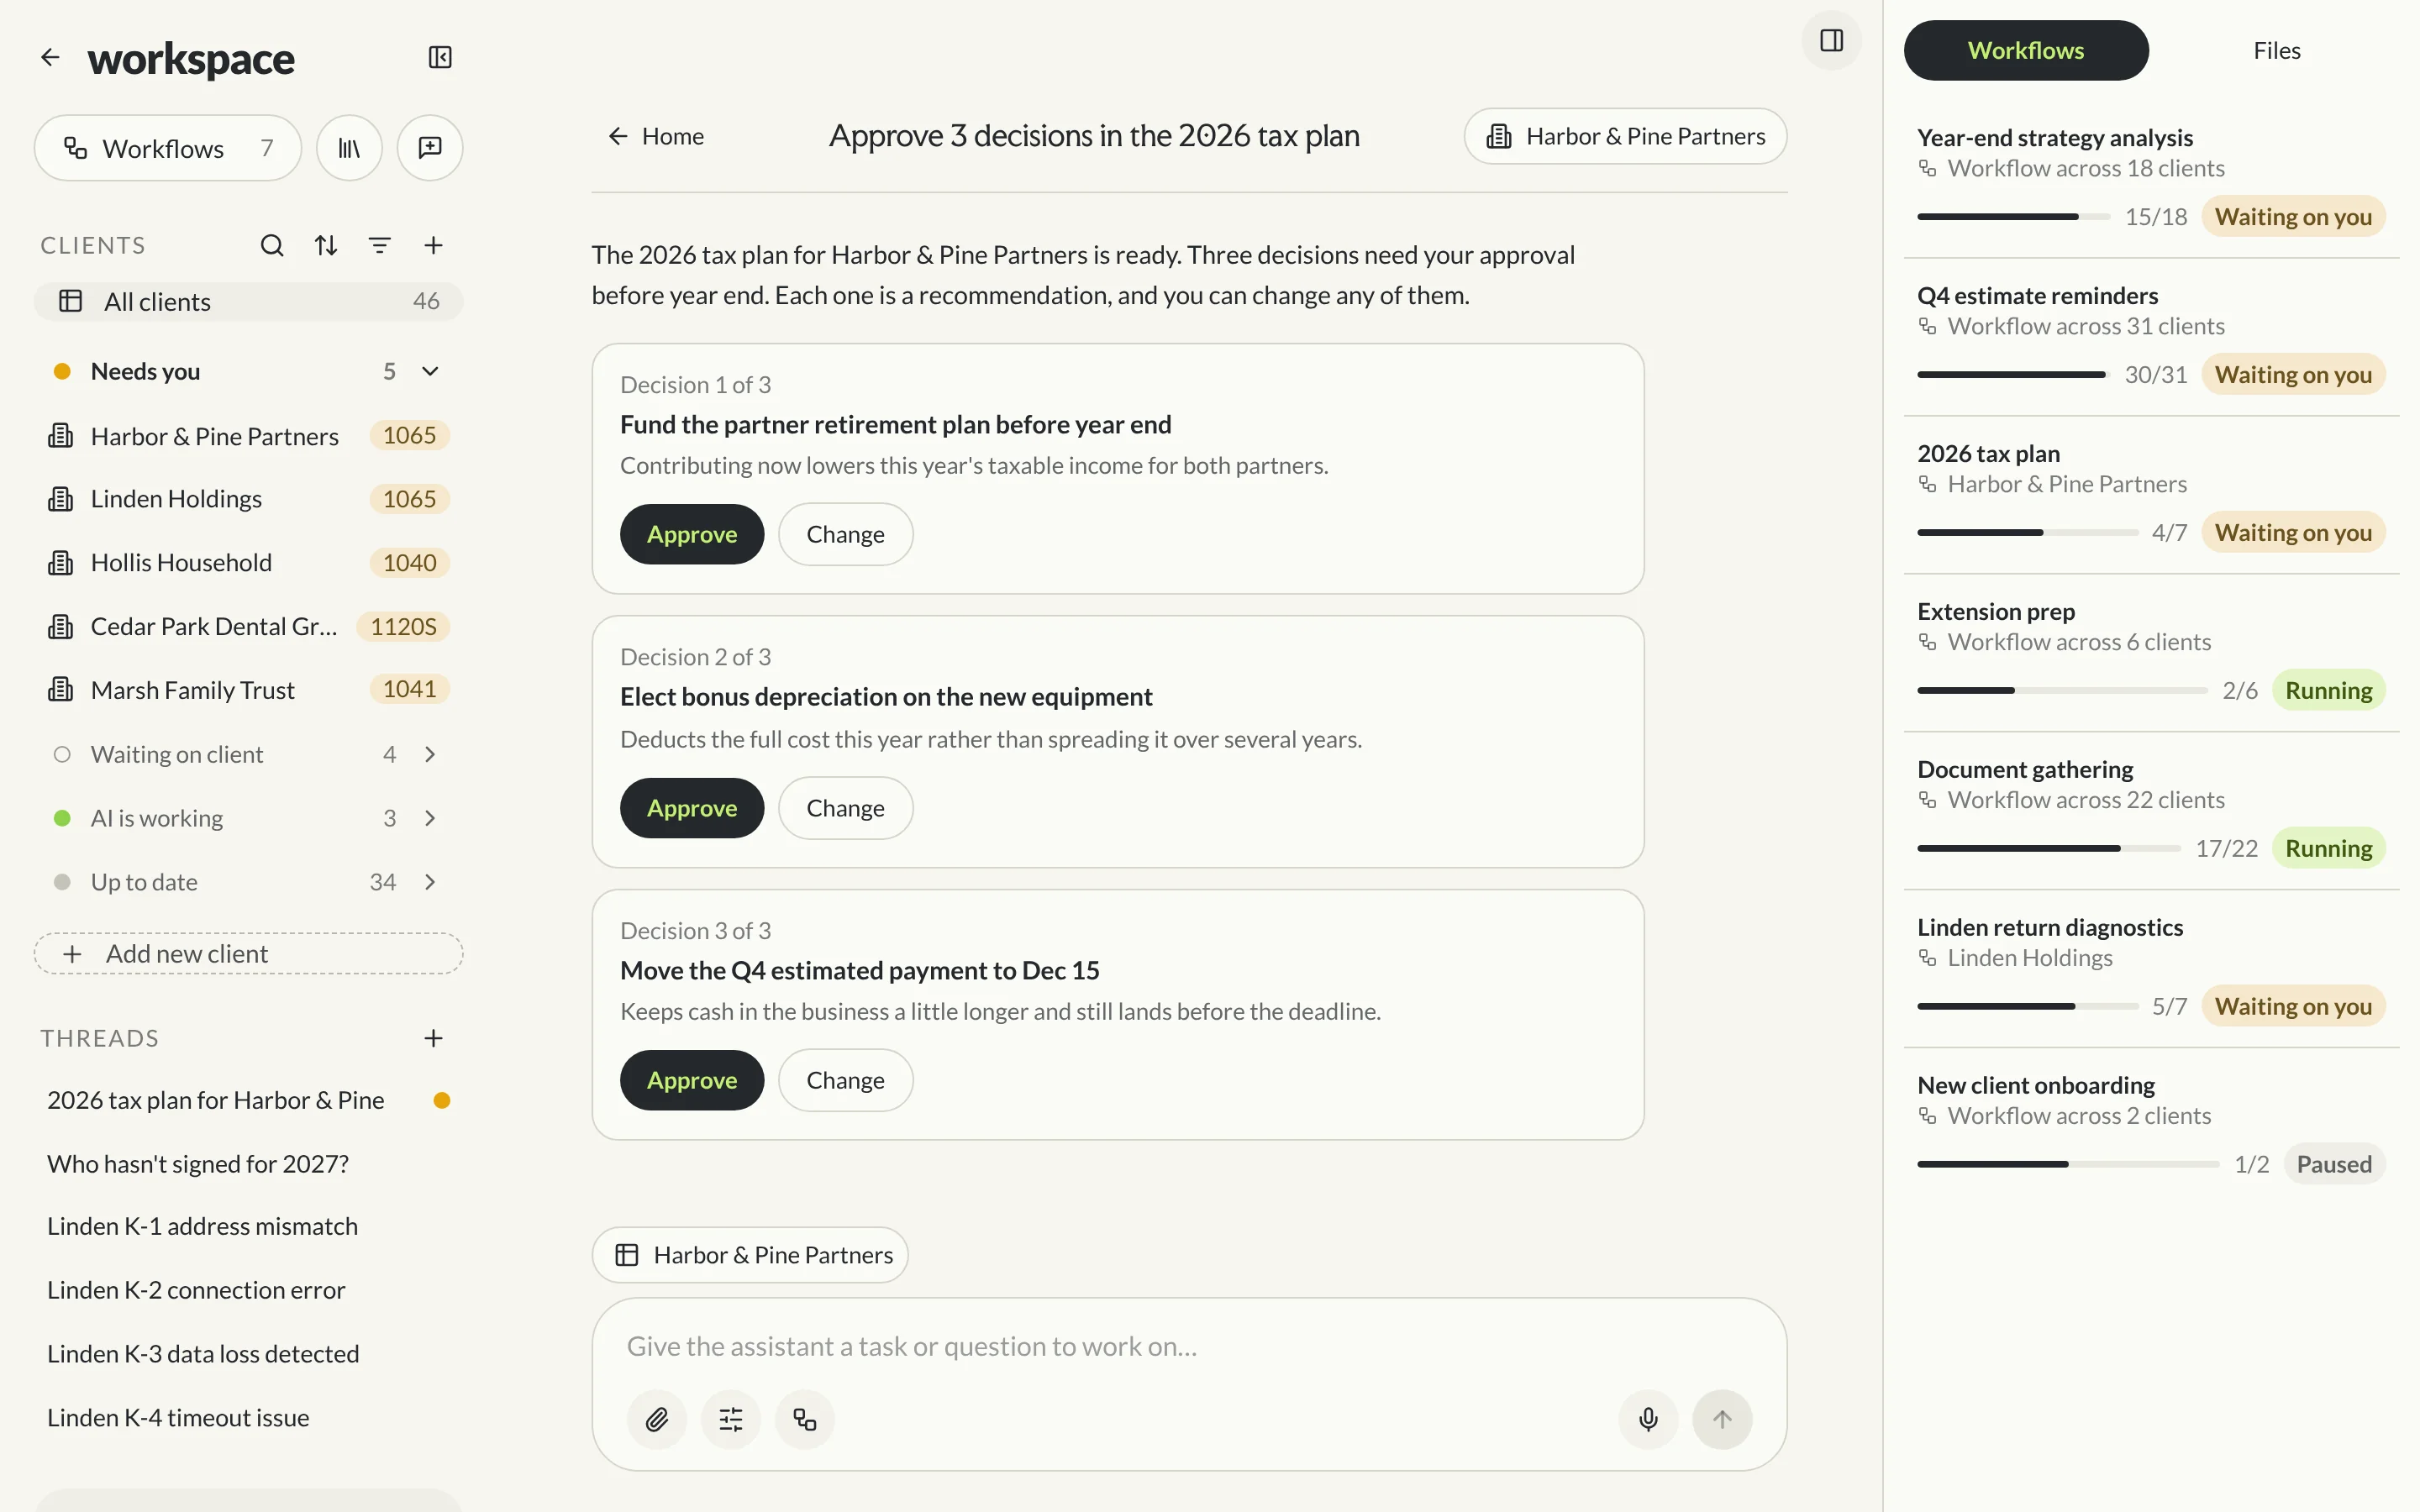 workspace
Workflows 7
CLIENTS
All clients 46
Needs you 5
Harbor & Pine Partners 1065
Linden Holdings 1065
Hollis Household 1040
Cedar Park Dental Gr... 1120S
Marsh Family Trust 1041
Waiting on client 4
AI is working 3
Up to date 34
Add new client
THREADS
2026 tax plan for Harbor & Pine
Who hasn't signed for 2027?
Linden K-1 address mismatch
Linden K-2 connection error
Linden K-3 data loss detected
Linden K-4 timeout issue
Home
Approve 3 decisions in the 2026 tax plan
Harbor & Pine Partners
The 2026 tax plan for Harbor & Pine Partners is ready. Three decisions need your approval
before year end. Each one is a recommendation, and you can change any of them.
Decision 1 of 3
Fund the partner retirement plan before year end
Contributing now lowers this year's taxable income for both partners.
Approve Change
Decision 2 of 3
Elect bonus depreciation on the new equipment
Deducts the full cost this year rather than spreading it over several years.
Approve Change
Decision 3 of 3
Move the Q4 estimated payment to Dec 15
Keeps cash in the business a little longer and still lands before the deadline.
Approve Change
Harbor & Pine Partners
Give the assistant a task or question to work on...
Workflows Files
Year-end strategy analysis
Workflow across 18 clients
15/18 Waiting on you
Q4 estimate reminders
Workflow across 31 clients
30/31 Waiting on you
2026 tax plan
Harbor & Pine Partners
4/7 Waiting on you
Extension prep
Workflow across 6 clients
2/6 Running
Document gathering
Workflow across 22 clients
17/22 Running
Linden return diagnostics
Linden Holdings
5/7 Waiting on you
New client onboarding
Workflow across 2 clients
1/2 Paused